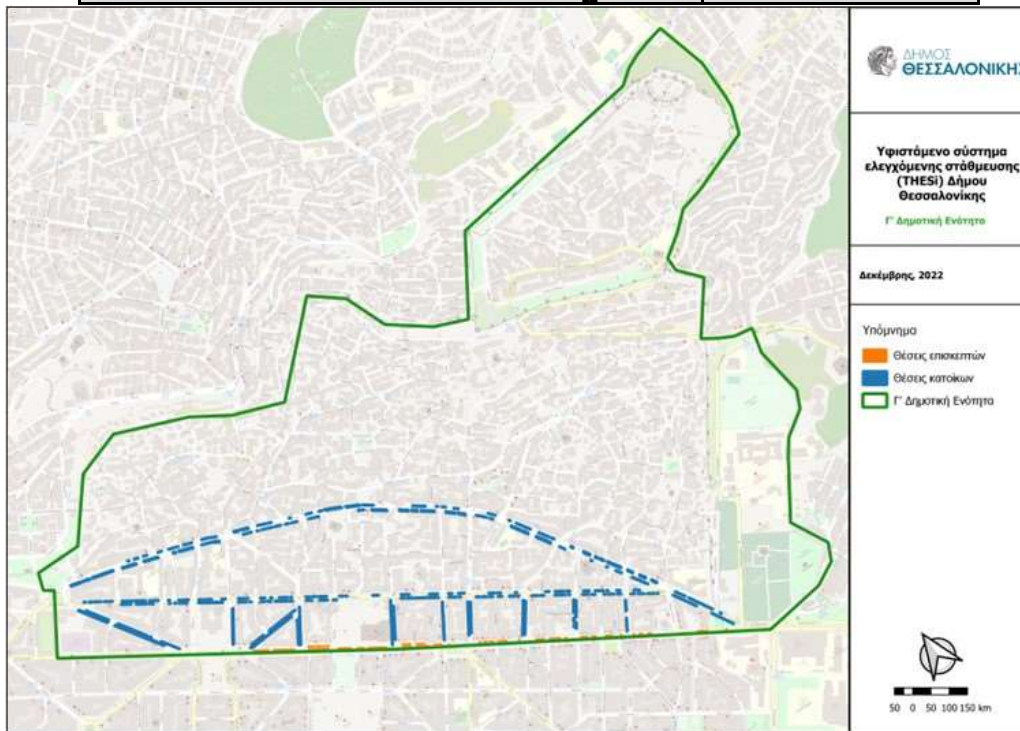 ΔΗΜΟΣ
ΘΕΣΣΑΛΟΝΙΚΗΣ
Υφιστάμενο σύστημα
ελεγχόμενης στάθμευσης
(THESi) Δήμου
Θεσσαλονίκης
Γ' Δημοτική Ενότητα
Δεκέμβρης, 2022
Υπόμνημα
Θέσεις επισκεπτών
Θέσεις κατοίκων
Γ' Δημοτική Ενότητα
50 0 50 100 150 km